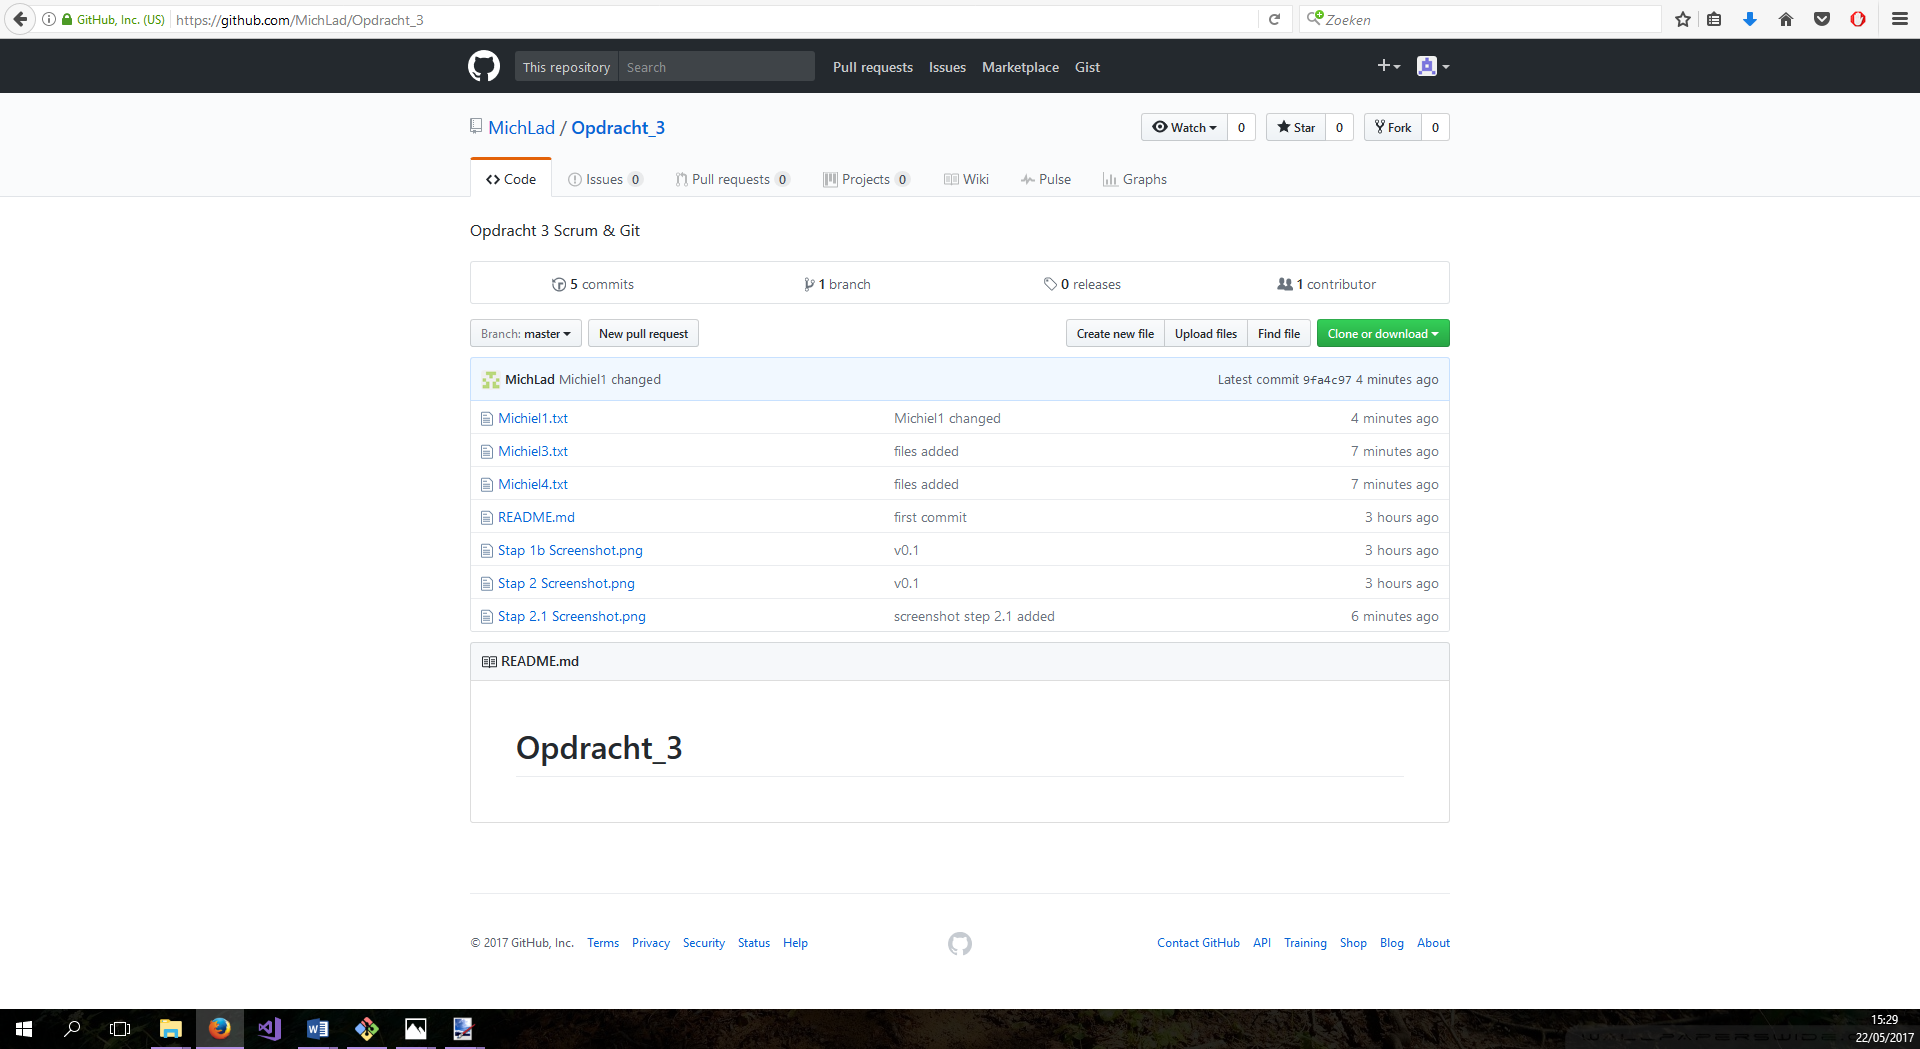 GitHub, Inc. (US) https://github.com/MichLad/Opdracht_3 Zoeken
This repository Search Pull requests Issues Marketplace Gist
MichLad / Opdracht_3 Watch 0 Star 0 Fork 0
Code Issues 0 Pull requests 0 Projects 0 Wiki Pulse Graphs
Opdracht 3 Scrum & Git
5 commits 1 branch 0 releases 1 contributor
Branch: master New pull request Create new file Upload files Find file Clone or download
MichLad Michiel1 changed Latest commit 9fa4c97 4 minutes ago
Michiel1.txt Michiel1 changed 4 minutes ago
Michiel3.txt files added 7 minutes ago
Michiel4.txt files added 7 minutes ago
README.md first commit 3 hours ago
Stap 1b Screenshot.png v0.1 3 hours ago
Stap 2 Screenshot.png v0.1 3 hours ago
Stap 2.1 Screenshot.png screenshot step 2.1 added 6 minutes ago
README.md
Opdracht_3
© 2017 GitHub, Inc. Terms Privacy Security Status Help Contact GitHub API Training Shop Blog About
15:29
22/05/2017